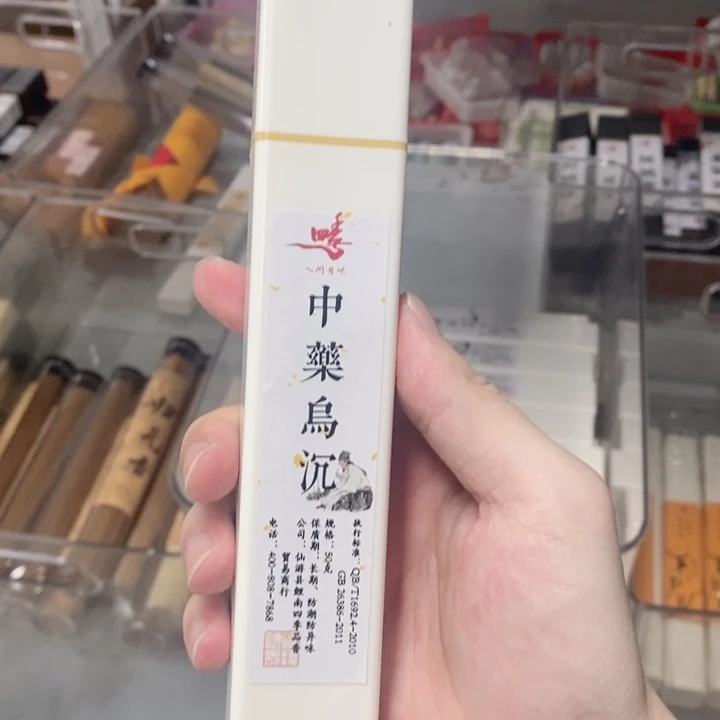 中藥烏沉
执行标准：QB/T1692.4-2010
GB 26386-2011
规格：50克
保质期：长期、防潮防异味
公司：仙游县鲤南四季品香
贸易商行
电话：400-808-7868